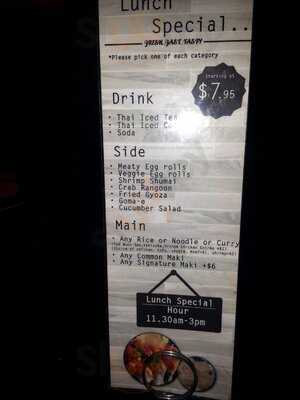 Lunch
Special..
FRESH.FAST.TASTY
*Please pick one of each category
Starting at
$7.95
Drink
· Thai Iced Tea
· Thai Iced
· Soda
Side
· Meaty Egg rolls
· Veggie Egg rolls
· Shrimp Shumai
· Crab Rangoon
· Fried Gyoza
· Goma-e
· Cucumber Salad
Main
· Any Rice or Noodle or Curry
· Any Common Maki
· Any Signature Maki +$6
Lunch Special
Hour
11.30am-3pm